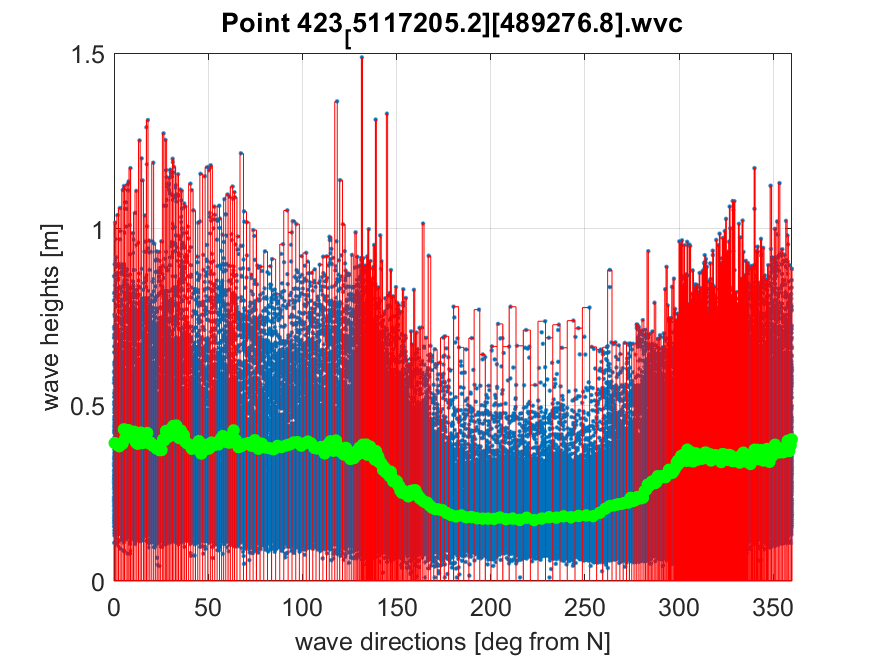 Point 423[5117205.2][489276.8].wvc
1.5
1
0.5
0
wave heights [m]
0 50 100 150 200 250 300 350
wave directions [deg from N]